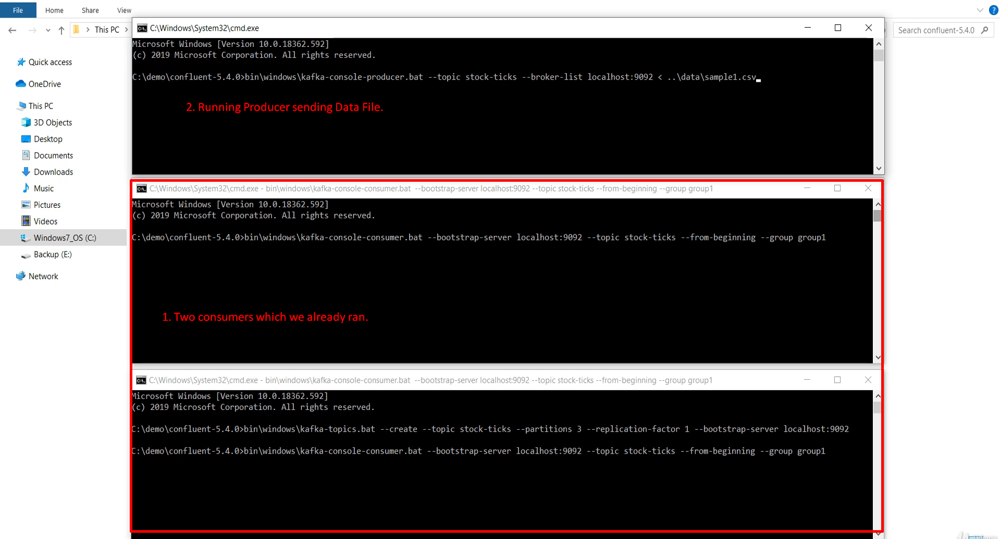 File Home Share View
This PC
Search confluent-5.4.0
Quick access
OneDrive
This PC
3D Objects
Desktop
Documents
Downloads
Music
Pictures
Videos
Windows7_OS (C:)
Backup (E:)
Network
C:\Windows\System32\cmd.exe
Microsoft Windows [Version 10.0.18362.592]
(c) 2019 Microsoft Corporation. All rights reserved.
C:\demo\confluent-5.4.0>bin\windows\kafka-console-producer.bat --topic stock-ticks --broker-list localhost:9092 < ..\data\sample1.csv
2. Running Producer sending Data File.
C:\Windows\System32\cmd.exe - bin\windows\kafka-console-consumer.bat --bootstrap-server localhost:9092 --topic stock-ticks --from-beginning --group group1
Microsoft Windows [Version 10.0.18362.592]
(c) 2019 Microsoft Corporation. All rights reserved.
C:\demo\confluent-5.4.0>bin\windows\kafka-console-consumer.bat --bootstrap-server localhost:9092 --topic stock-ticks --from-beginning --group group1
1. Two consumers which we already ran.
C:\Windows\System32\cmd.exe - bin\windows\kafka-console-consumer.bat --bootstrap-server localhost:9092 --topic stock-ticks --from-beginning --group group1
Microsoft Windows [Version 10.0.18362.592]
(c) 2019 Microsoft Corporation. All rights reserved.
C:\demo\confluent-5.4.0>bin\windows\kafka-topics.bat --create --topic stock-ticks --partitions 3 --replication-factor 1 --bootstrap-server localhost:9092
C:\demo\confluent-5.4.0>bin\windows\kafka-console-consumer.bat --bootstrap-server localhost:9092 --topic stock-ticks --from-beginning --group group1